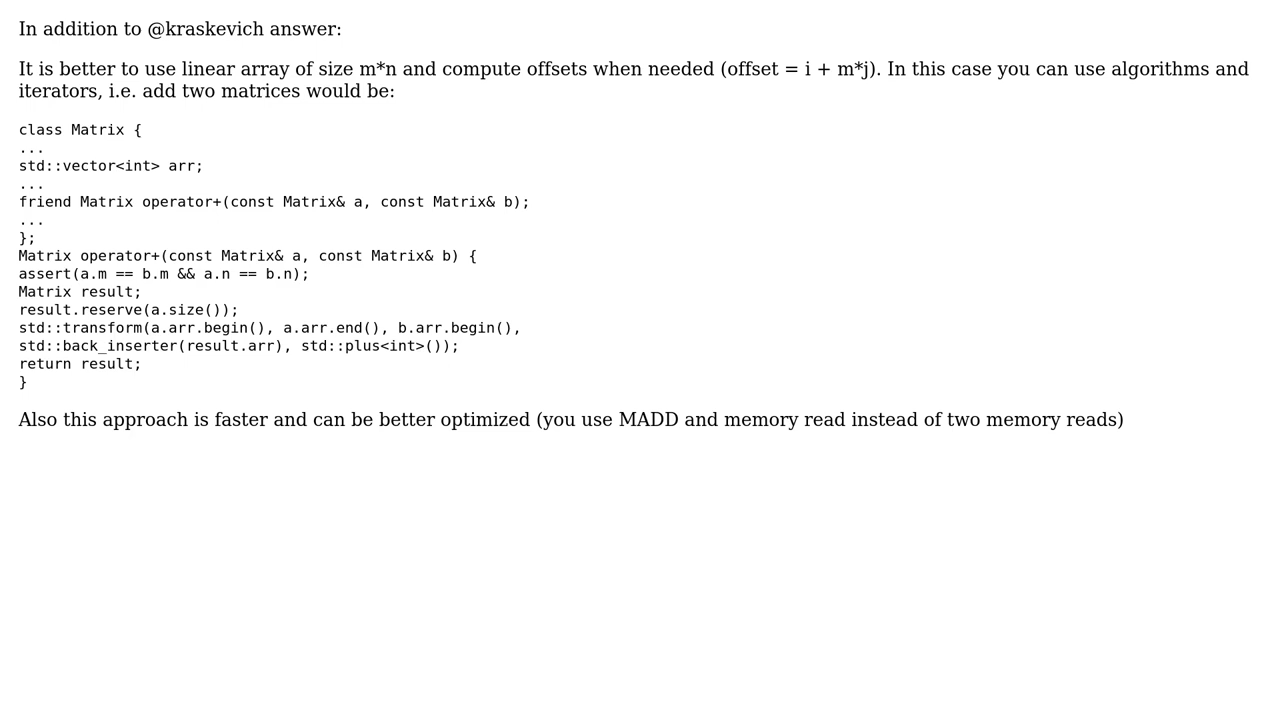 In addition to @kraskevich answer:
It is better to use linear array of size m*n and compute offsets when needed (offset = i + m*j). In this case you can use algorithms and
iterators, i.e. add two matrices would be:
class Matrix {
...
std::vector<int> arr;
...
friend Matrix operator+(const Matrix& a, const Matrix& b);
...
};
Matrix operator+(const Matrix& a, const Matrix& b) {
assert(a.m == b.m && a.n == b.n);
Matrix result;
result.reserve(a.size());
std::transform(a.arr.begin(), a.arr.end(), b.arr.begin(),
std::back_inserter(result.arr), std::plus<int>());
return result;
}
Also this approach is faster and can be better optimized (you use MADD and memory read instead of two memory reads)